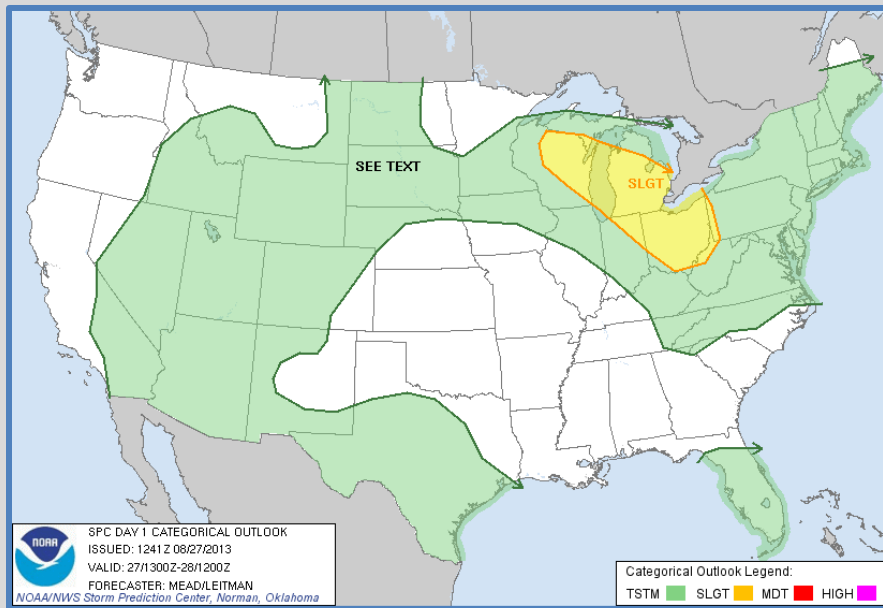 SEE TEXT
SLGT
NOAA
SPC DAY 1 CATEGORICAL OUTLOOK
ISSUED: 1241Z 08/27/2013
VALID: 27/1300Z-28/1200Z
FORECASTER: MEAD/LEITMAN
NOAA/NWS Storm Prediction Center, Norman, Oklahoma
Categorical Outlook Legend:
TSTM SLGT MDT HIGH